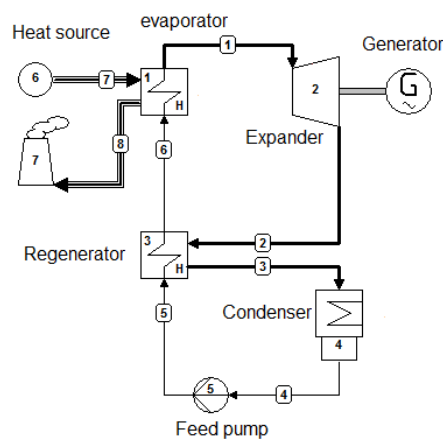 evaporator
Heat source
Generator
1
6
7
1
H
2
G
Expander
8
7
6
Regenerator
3
H
2
3
Condenser
4
5
5
4
Feed pump